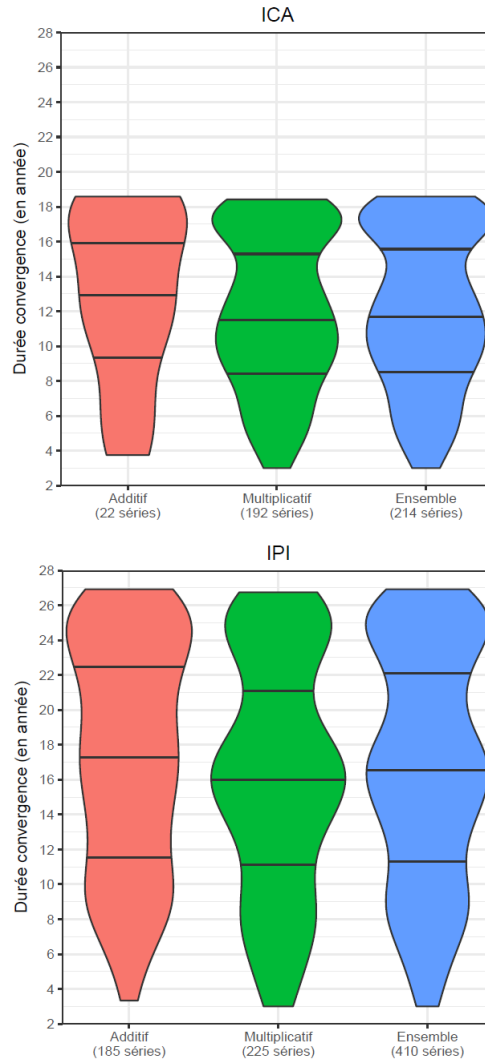 ICA
Durée convergence (en année)
28
26
24
22
20
18
16
14
12
10
8
6
4
2
Additif
(22 séries)
Multiplicatif
(192 séries)
Ensemble
(214 séries)
IPI
Durée convergence (en année)
28
26
24
22
20
18
16
14
12
10
8
6
4
2
Additif
(185 séries)
Multiplicatif
(225 séries)
Ensemble
(410 séries)